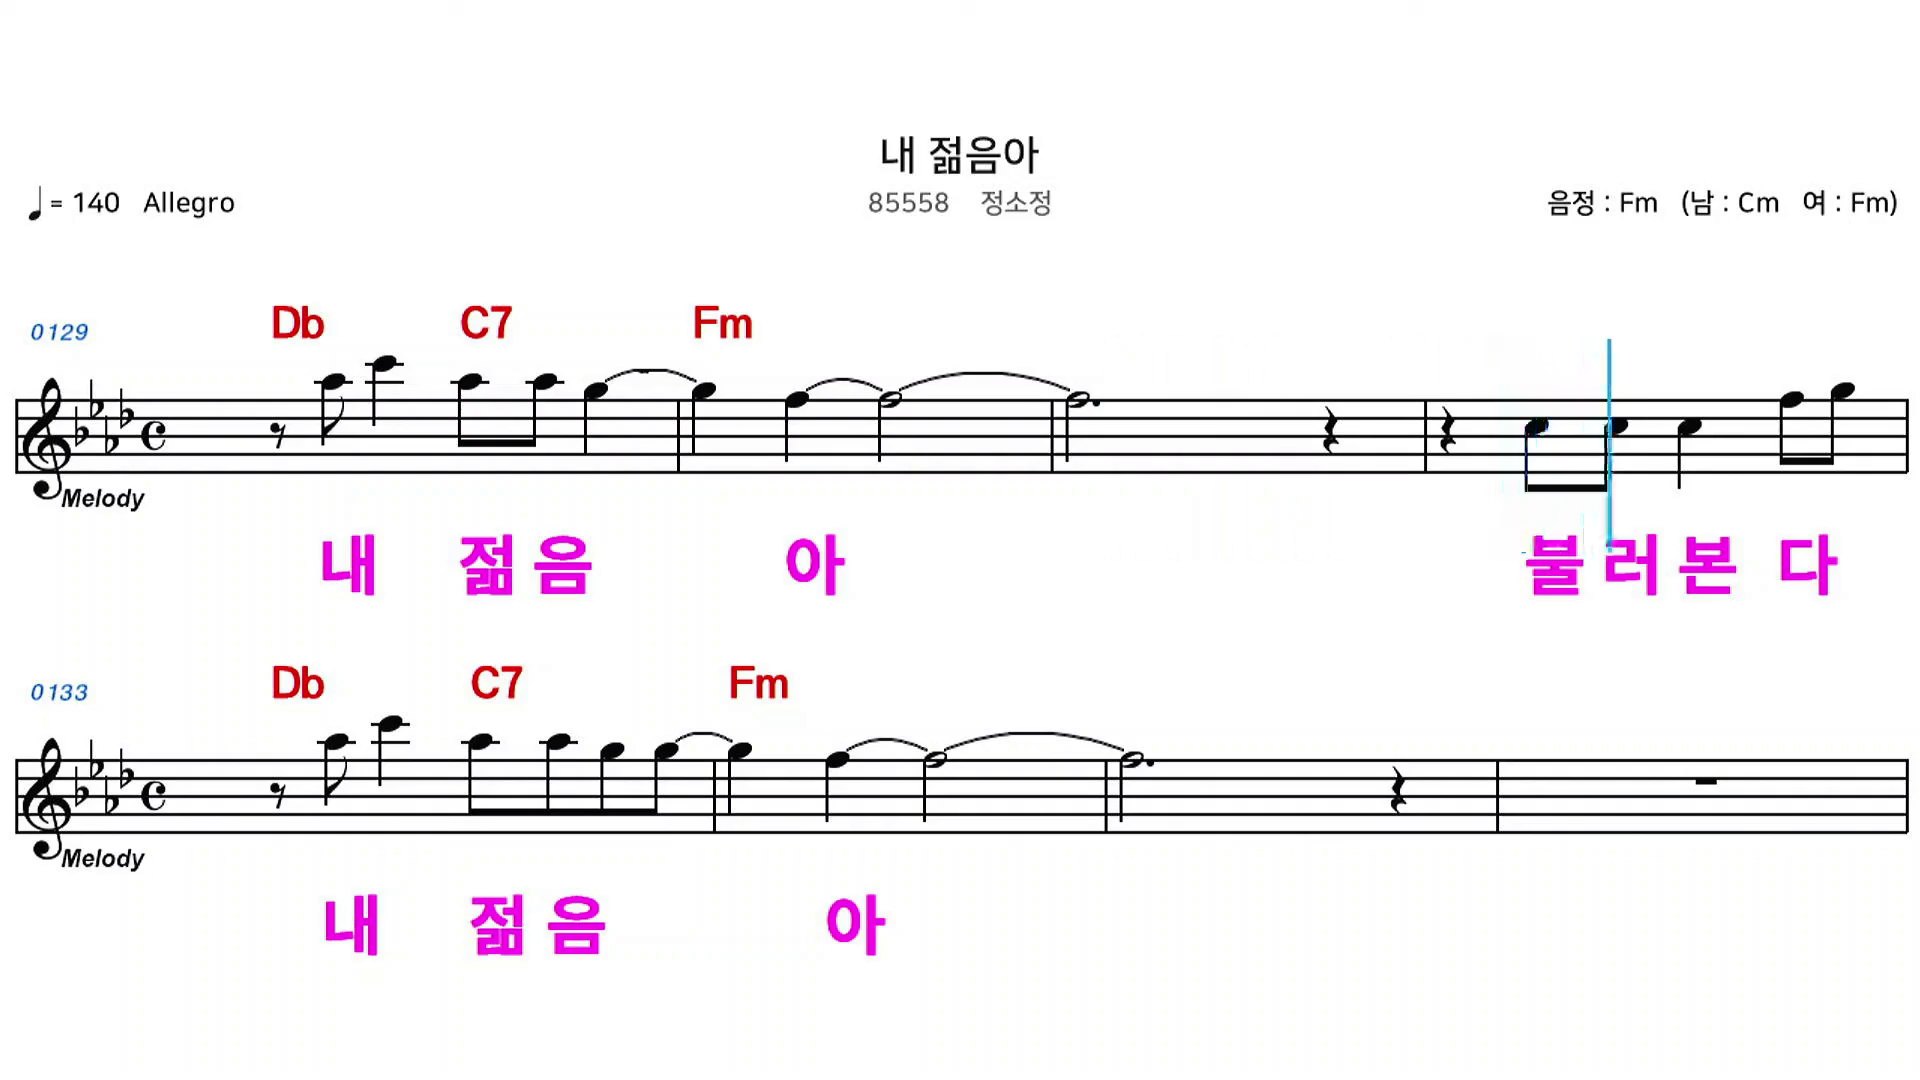 내 젊음아
♩= 140 Allegro 85558 정소정 음정 : Fm (남 : Cm 여 : Fm)
0129 Db C7 Fm
Melody
내 젊음 아 불러본 다
0133 Db C7 Fm
Melody
내 젊음 아